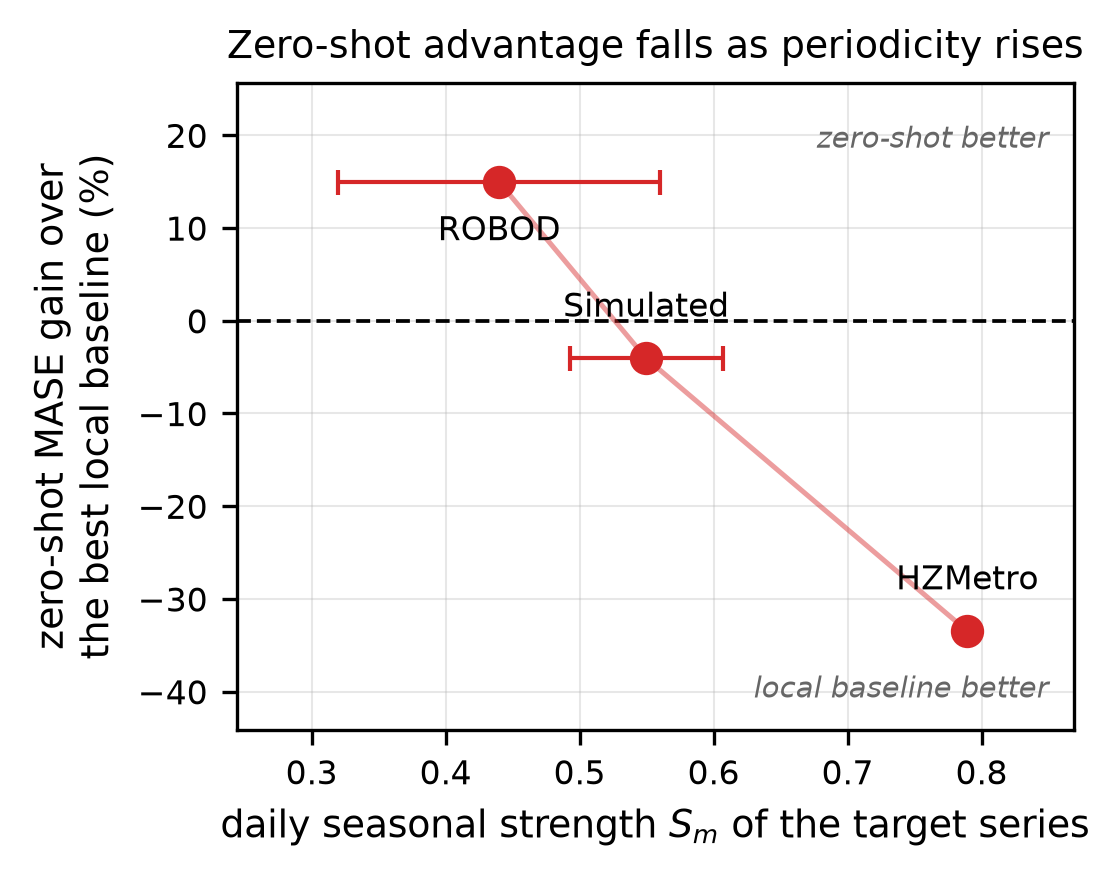 Zero-shot advantage falls as periodicity rises
zero-shot MASE gain over
the best local baseline (%)
20
10
0
−10
−20
−30
−40
zero-shot better
ROBOD
Simulated
HZMetro
local baseline better
0.3 0.4 0.5 0.6 0.7 0.8
daily seasonal strength Sₘ of the target series